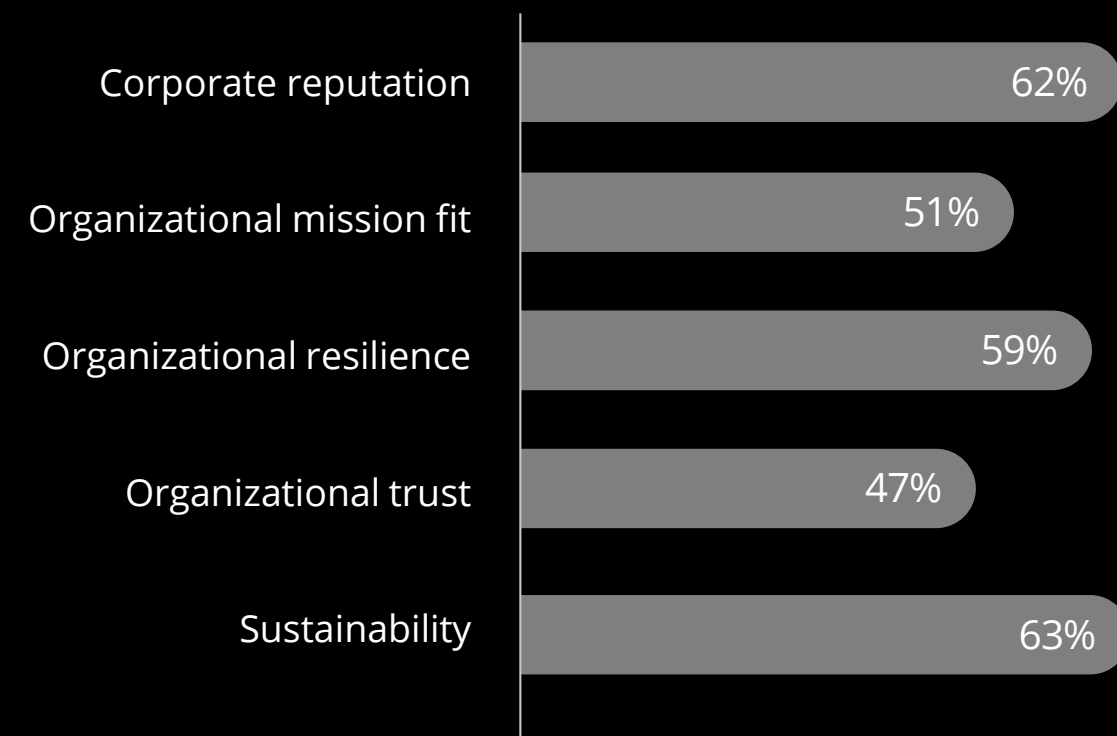 Corporate reputation 62%
Organizational mission fit 51%
Organizational resilience 59%
Organizational trust 47%
Sustainability 63%